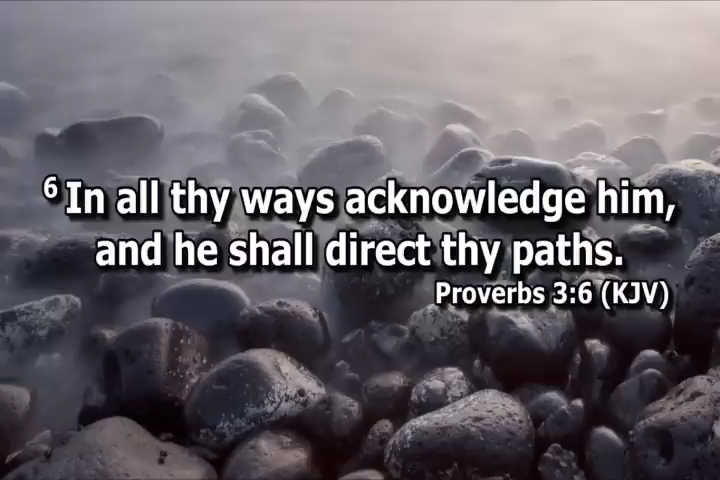 6 In all thy ways acknowledge him,
and he shall direct thy paths.
Proverbs 3:6 (KJV)